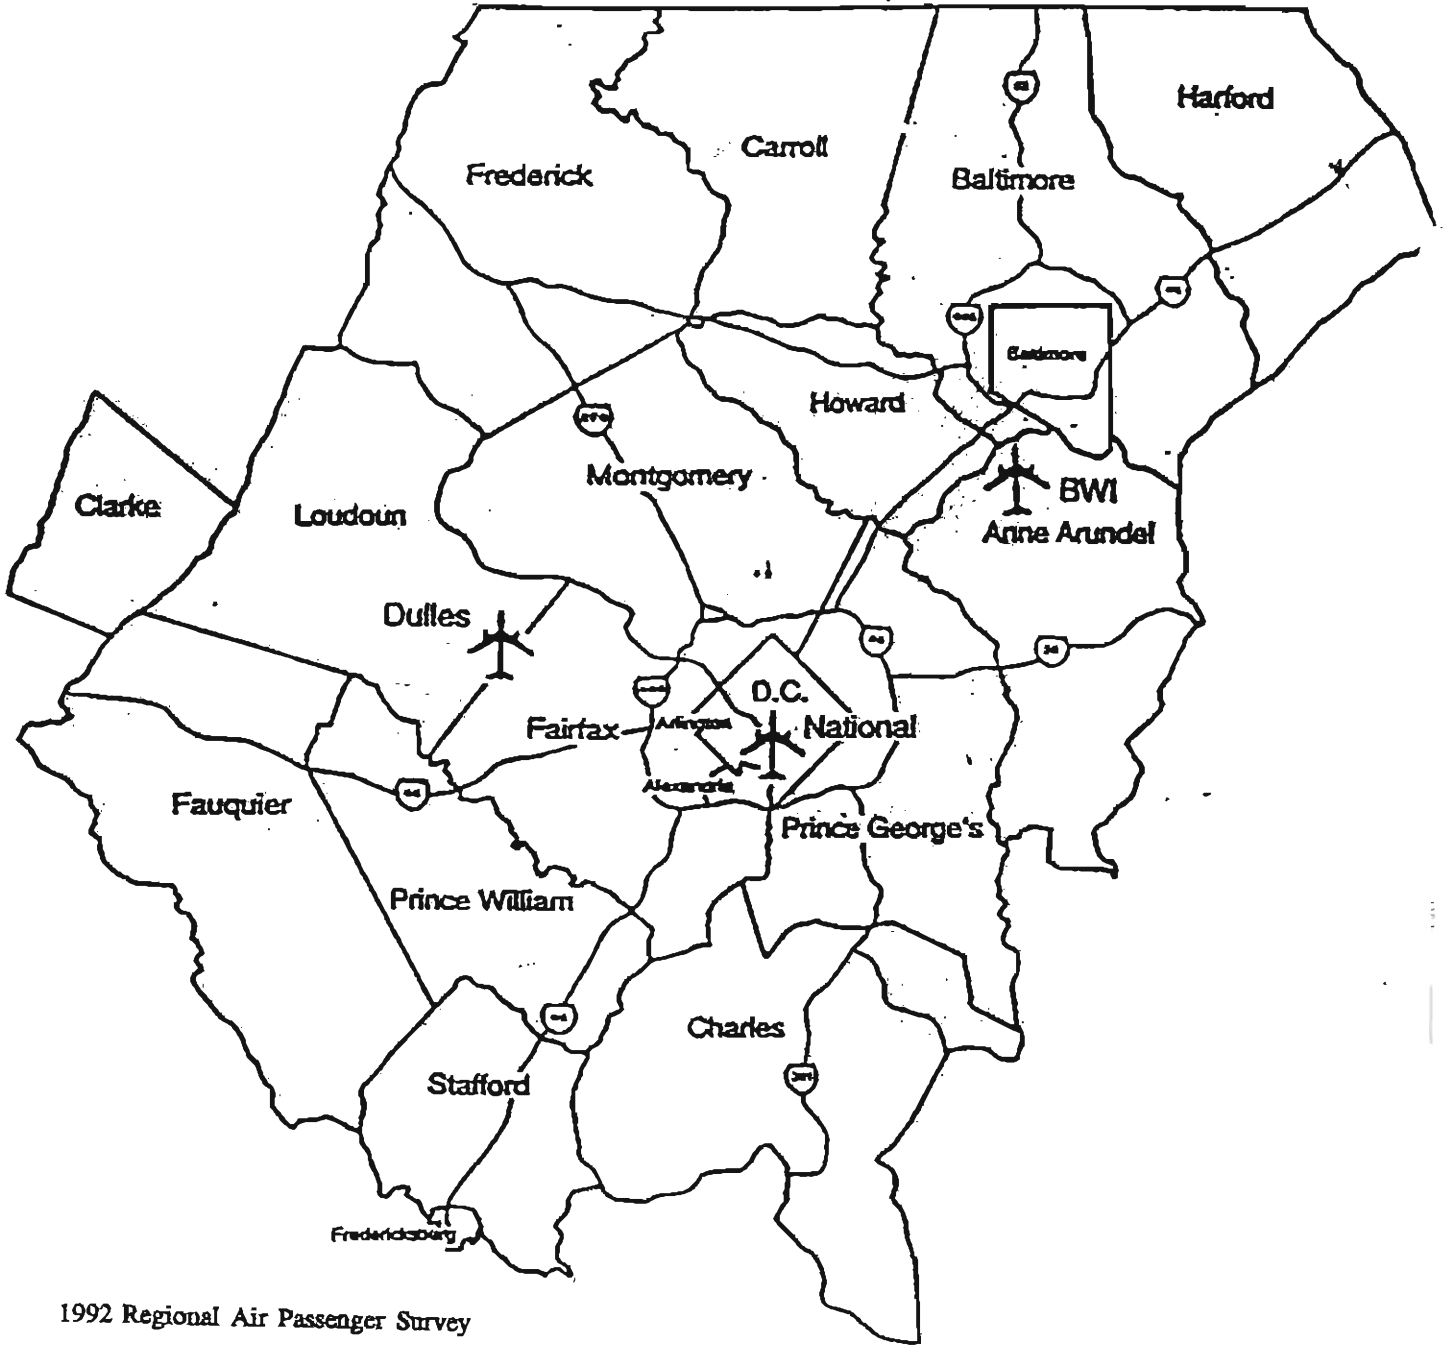 Harford
Carroll
Frederick
Baltimore
Baltimore
Howard
Montgomery
BWI
Clarke
Loudoun
Anne Arundel
Dulles
D.C.
Fairfax
Arlington
National
Alexandria
Fauquier
Prince George's
Prince William
Charles
Stafford
Fredericksburg
1992 Regional Air Passenger Survey